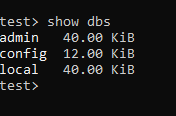 test> show dbs
admin   40.00 KiB
config  12.00 KiB
local   40.00 KiB
test>